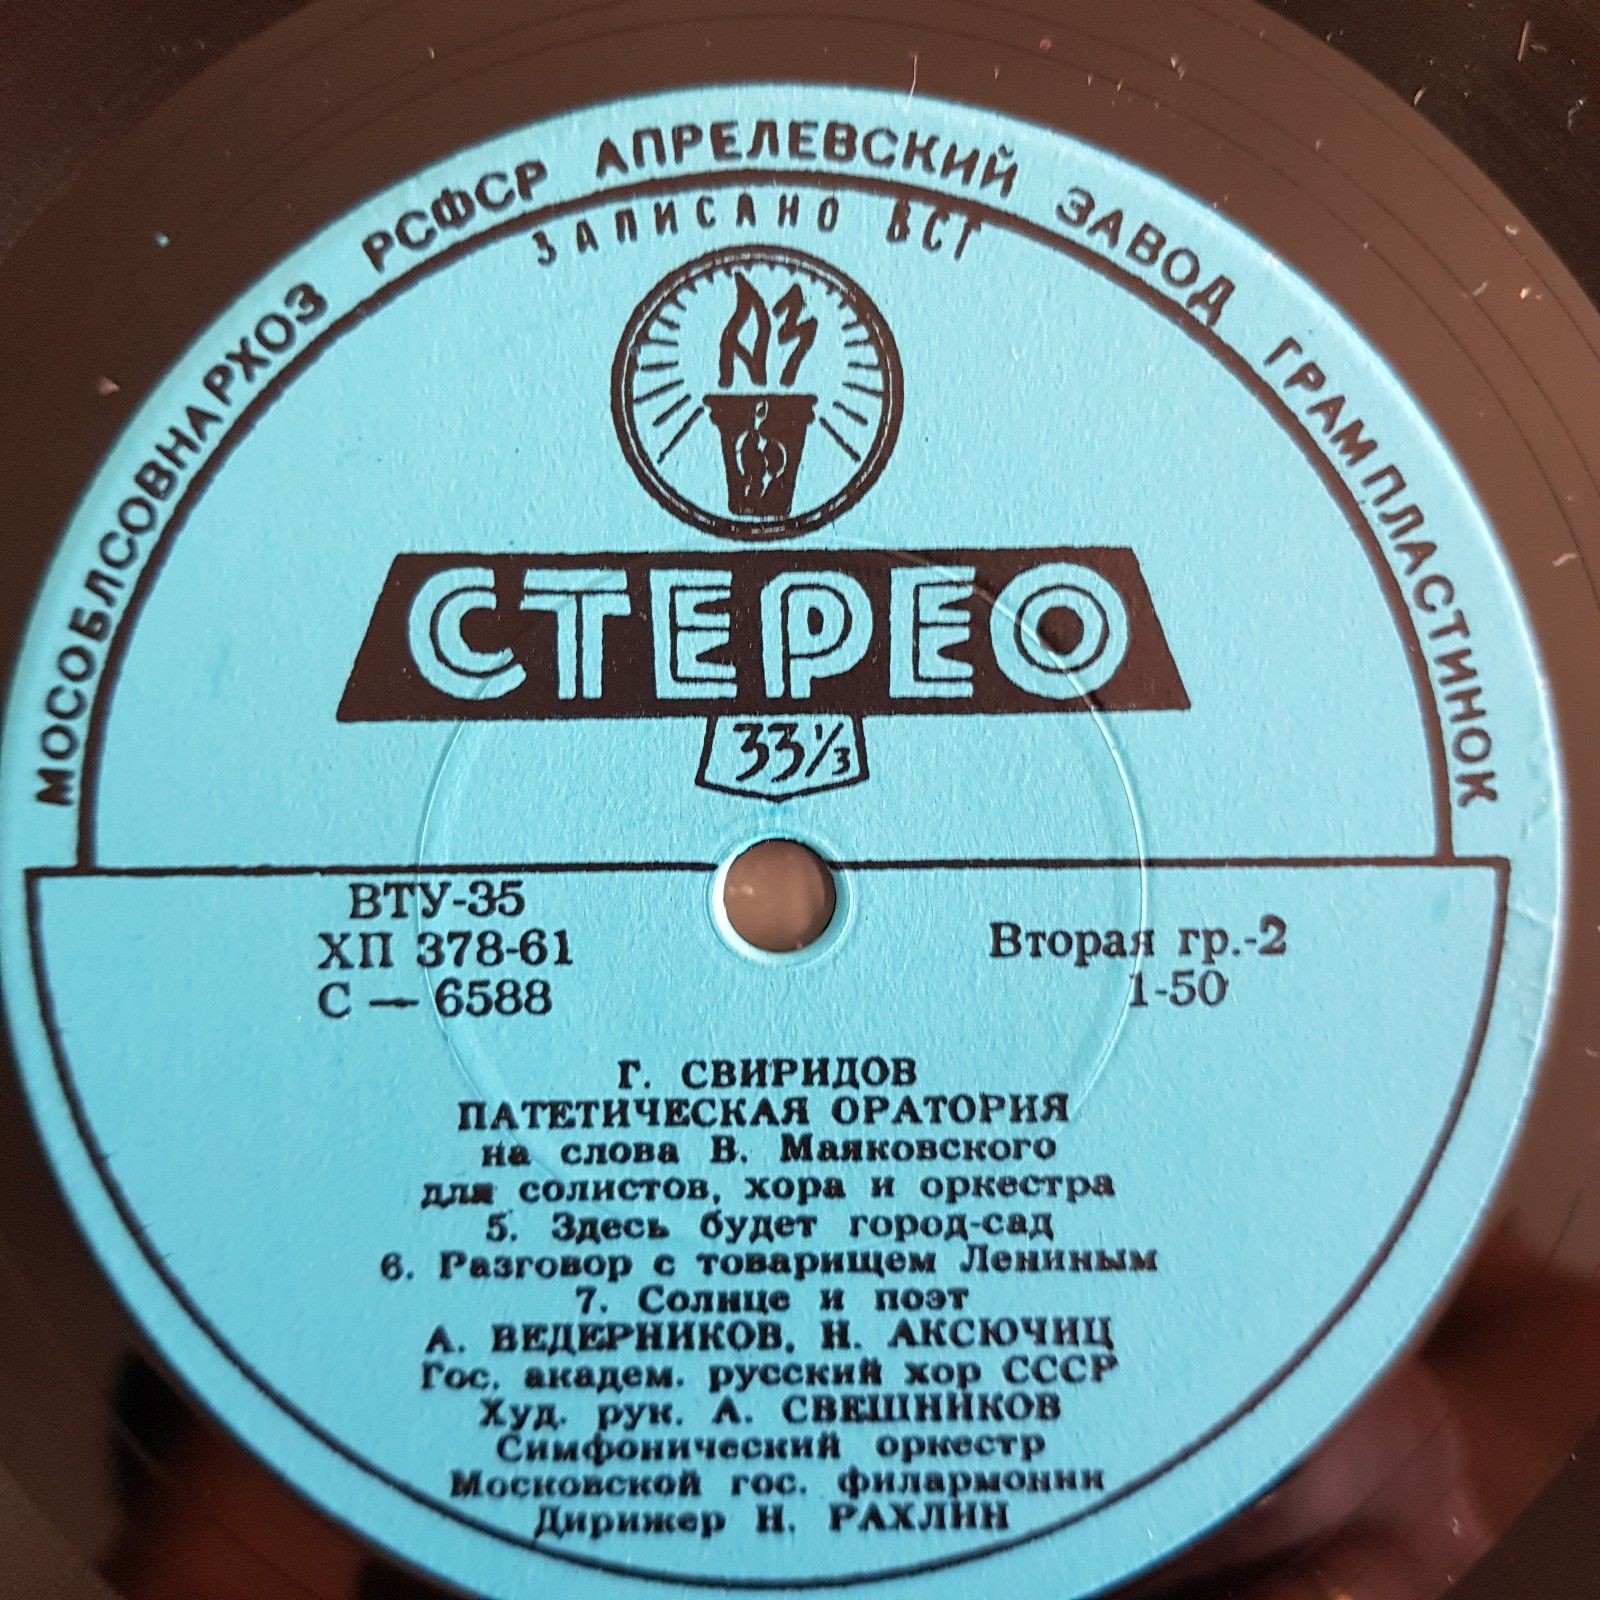 МОСОБЛСОВНАРХОЗ РСФСР АПРЕЛЕВСКИЙ ЗАВОД ГРАМПЛАСТИНОК
ЗАПИСАНО ВСГ
АЗ
СТЕРЕО
33⅓
ВТУ-35
ХП 378-61
С — 6588
Вторая гр.-2
1-50
Г. СВИРИДОВ
ПАТЕТИЧЕСКАЯ ОРАТОРИЯ
на слова В. Маяковского
для солистов, хора и оркестра
5. Здесь будет город-сад
6. Разговор с товарищем Лениным
7. Солнце и поэт
А. ВЕДЕРНИКОВ, Н. АКСЮЧИЦ
Гос. академ. русский хор СССР
Худ. рук. А. СВЕШНИКОВ
Симфонический оркестр
Московской гос. филармонии
Дирижер Н. РАХЛИН